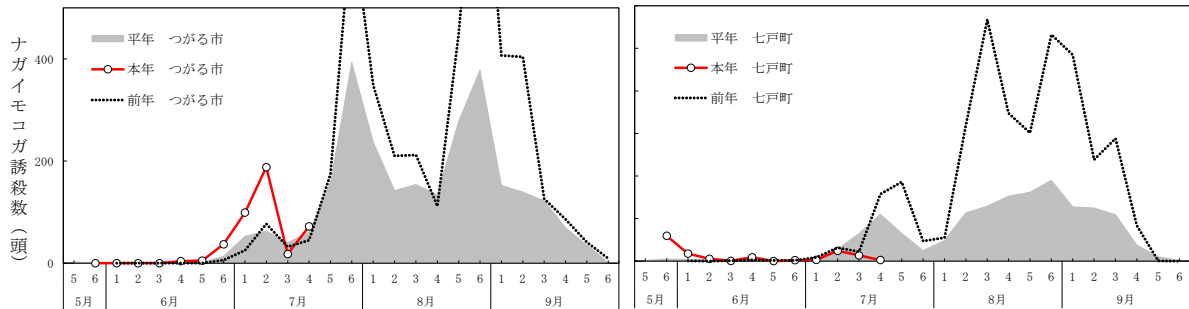 ナガイモコガ誘殺数（頭）
400
200
0
平年　つがる市
本年　つがる市
前年　つがる市
5 6 1 2 3 4 5 6 1 2 3 4 5 6 1 2 3 4 5 6 1 2 3 4 5 6
5月 6月 7月 8月 9月
平年　七戸町
本年　七戸町
前年　七戸町
5 6 1 2 3 4 5 6 1 2 3 4 5 6 1 2 3 4 5 6 1 2 3 4 5 6
5月 6月 7月 8月 9月